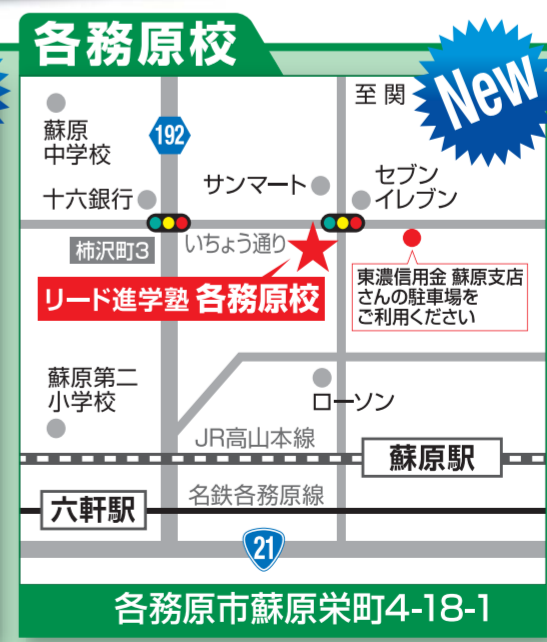 各務原校
New
至 関
蘇原
中学校
192
サンマート
セブン
イレブン
十六銀行
柿沢町3
いちょう通り
リード進学塾 各務原校
東濃信用金 蘇原支店
さんの駐車場を
ご利用ください
蘇原第二
小学校
ローソン
JR高山本線
蘇原駅
六軒駅
名鉄各務原線
21
各務原市蘇原栄町4-18-1